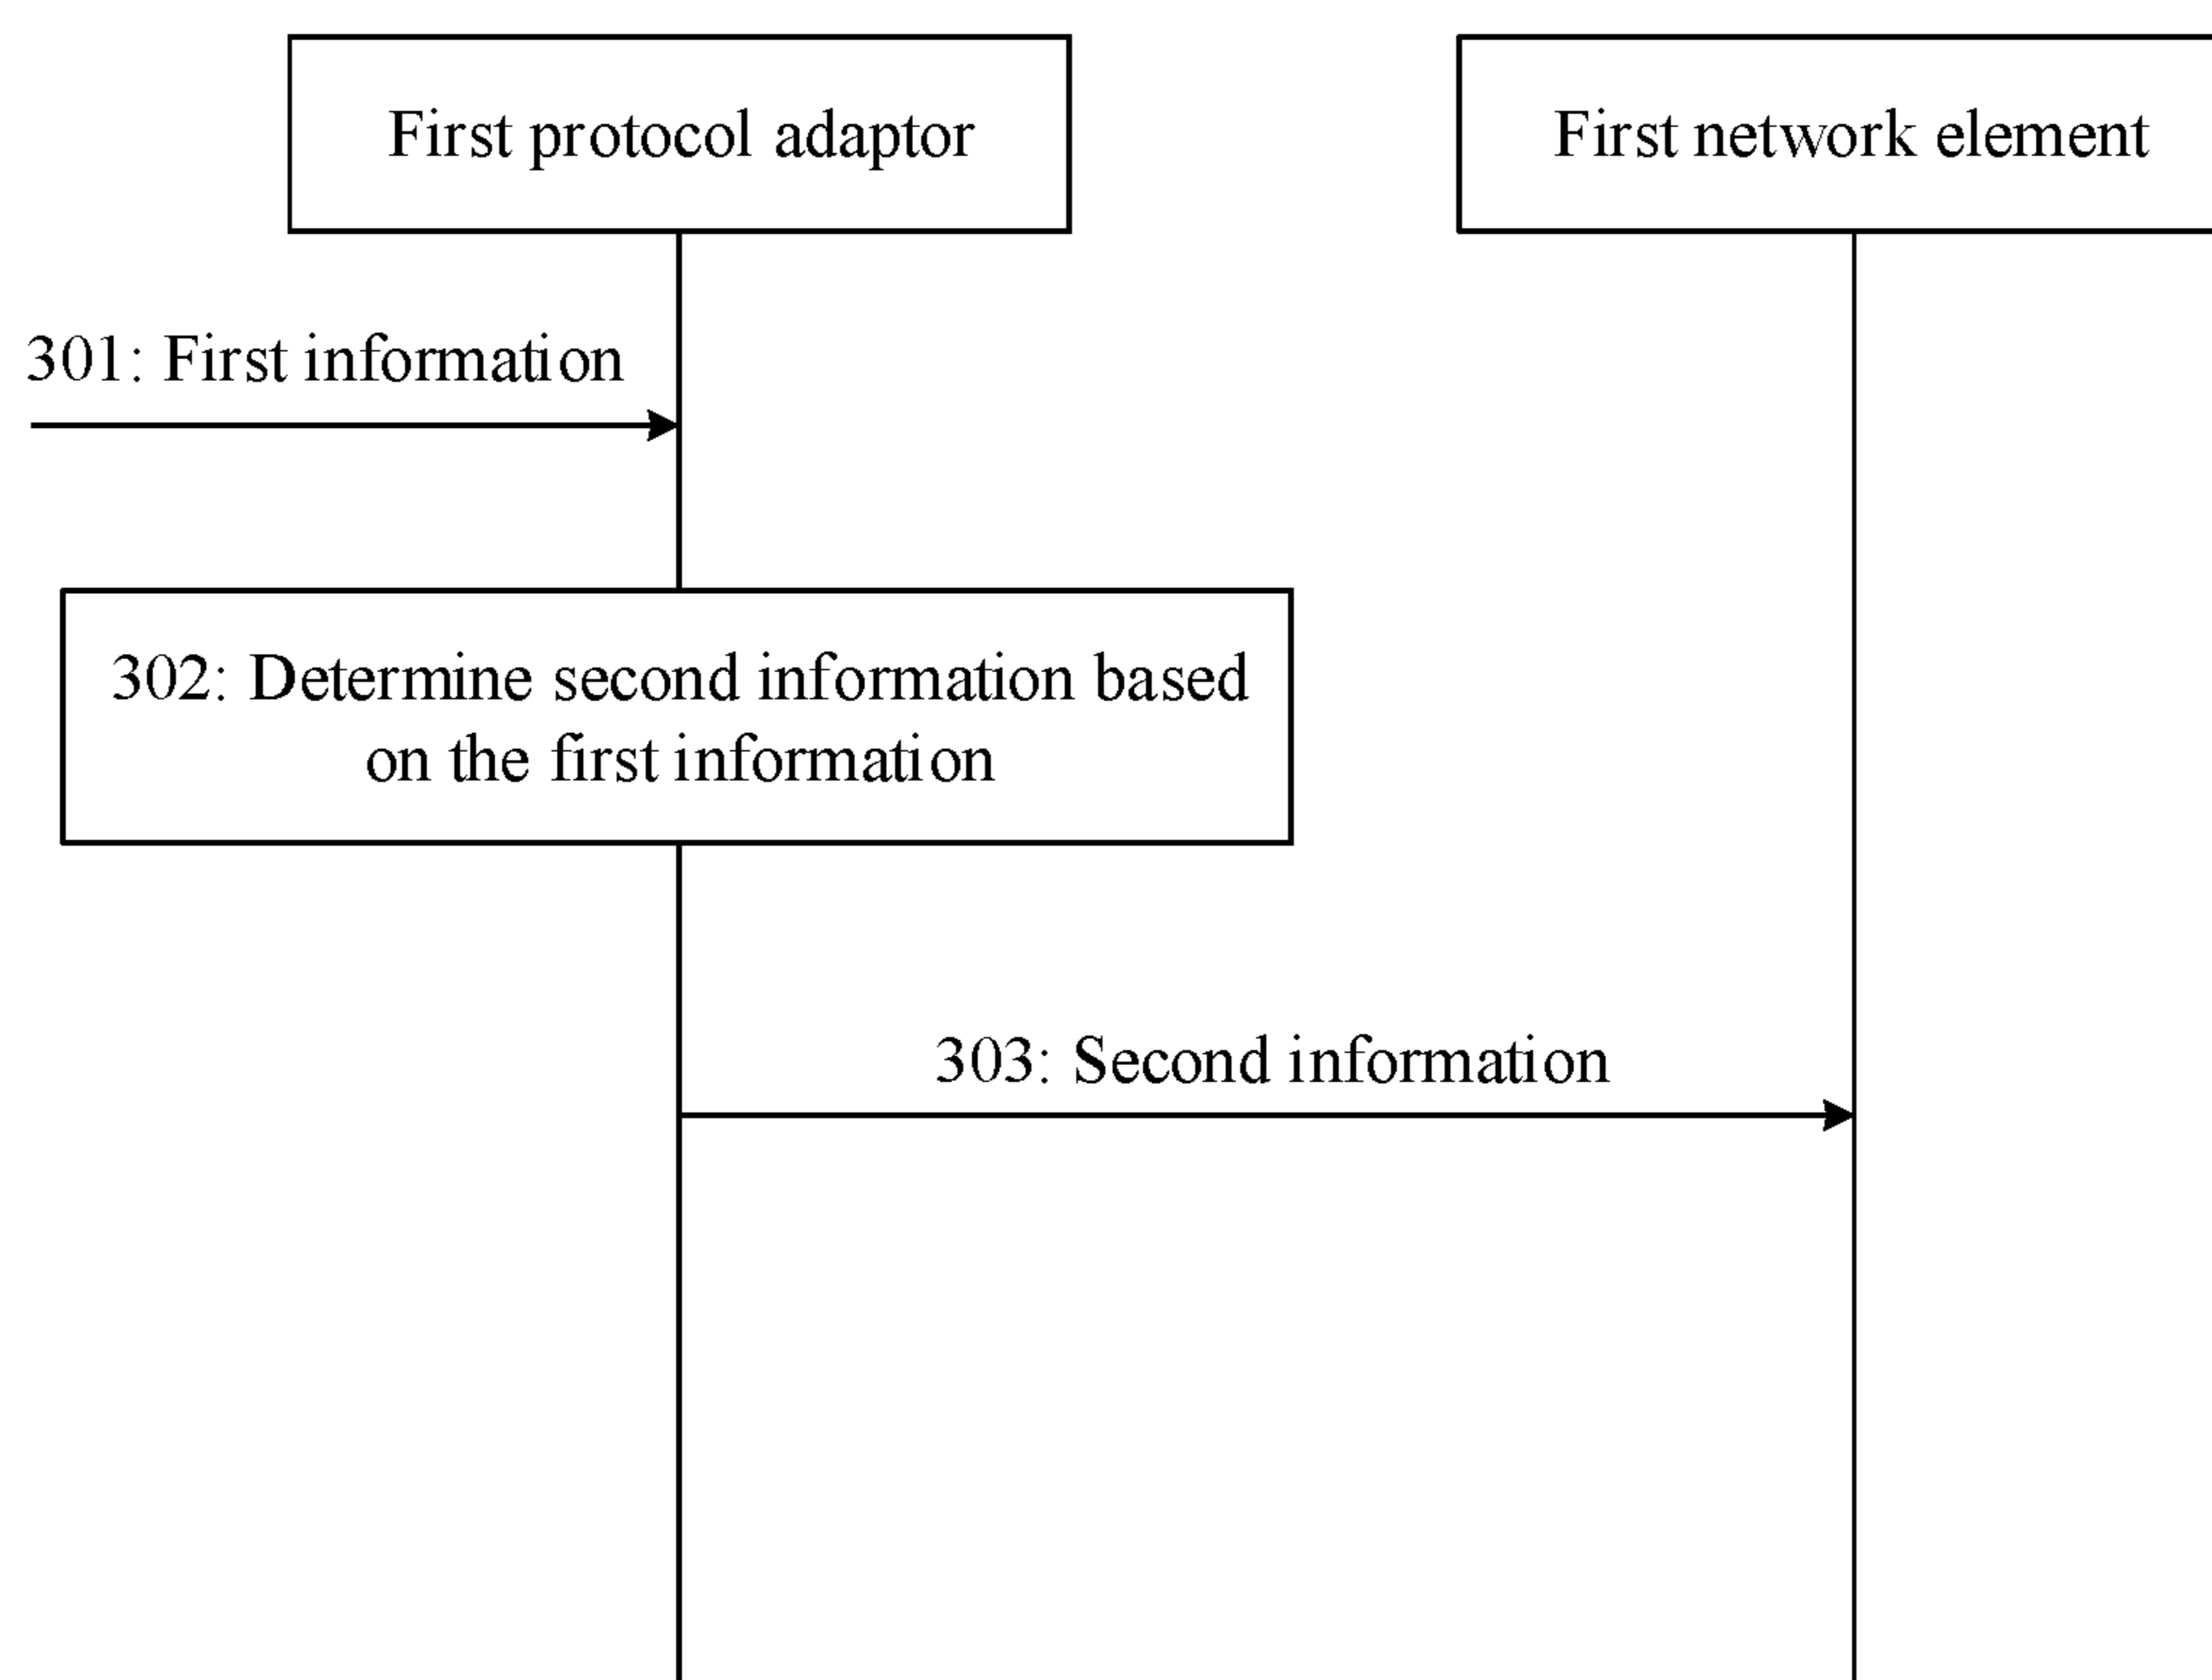 First protocol adaptor
First network element
301: First information
302: Determine second information based
on the first information
303: Second information